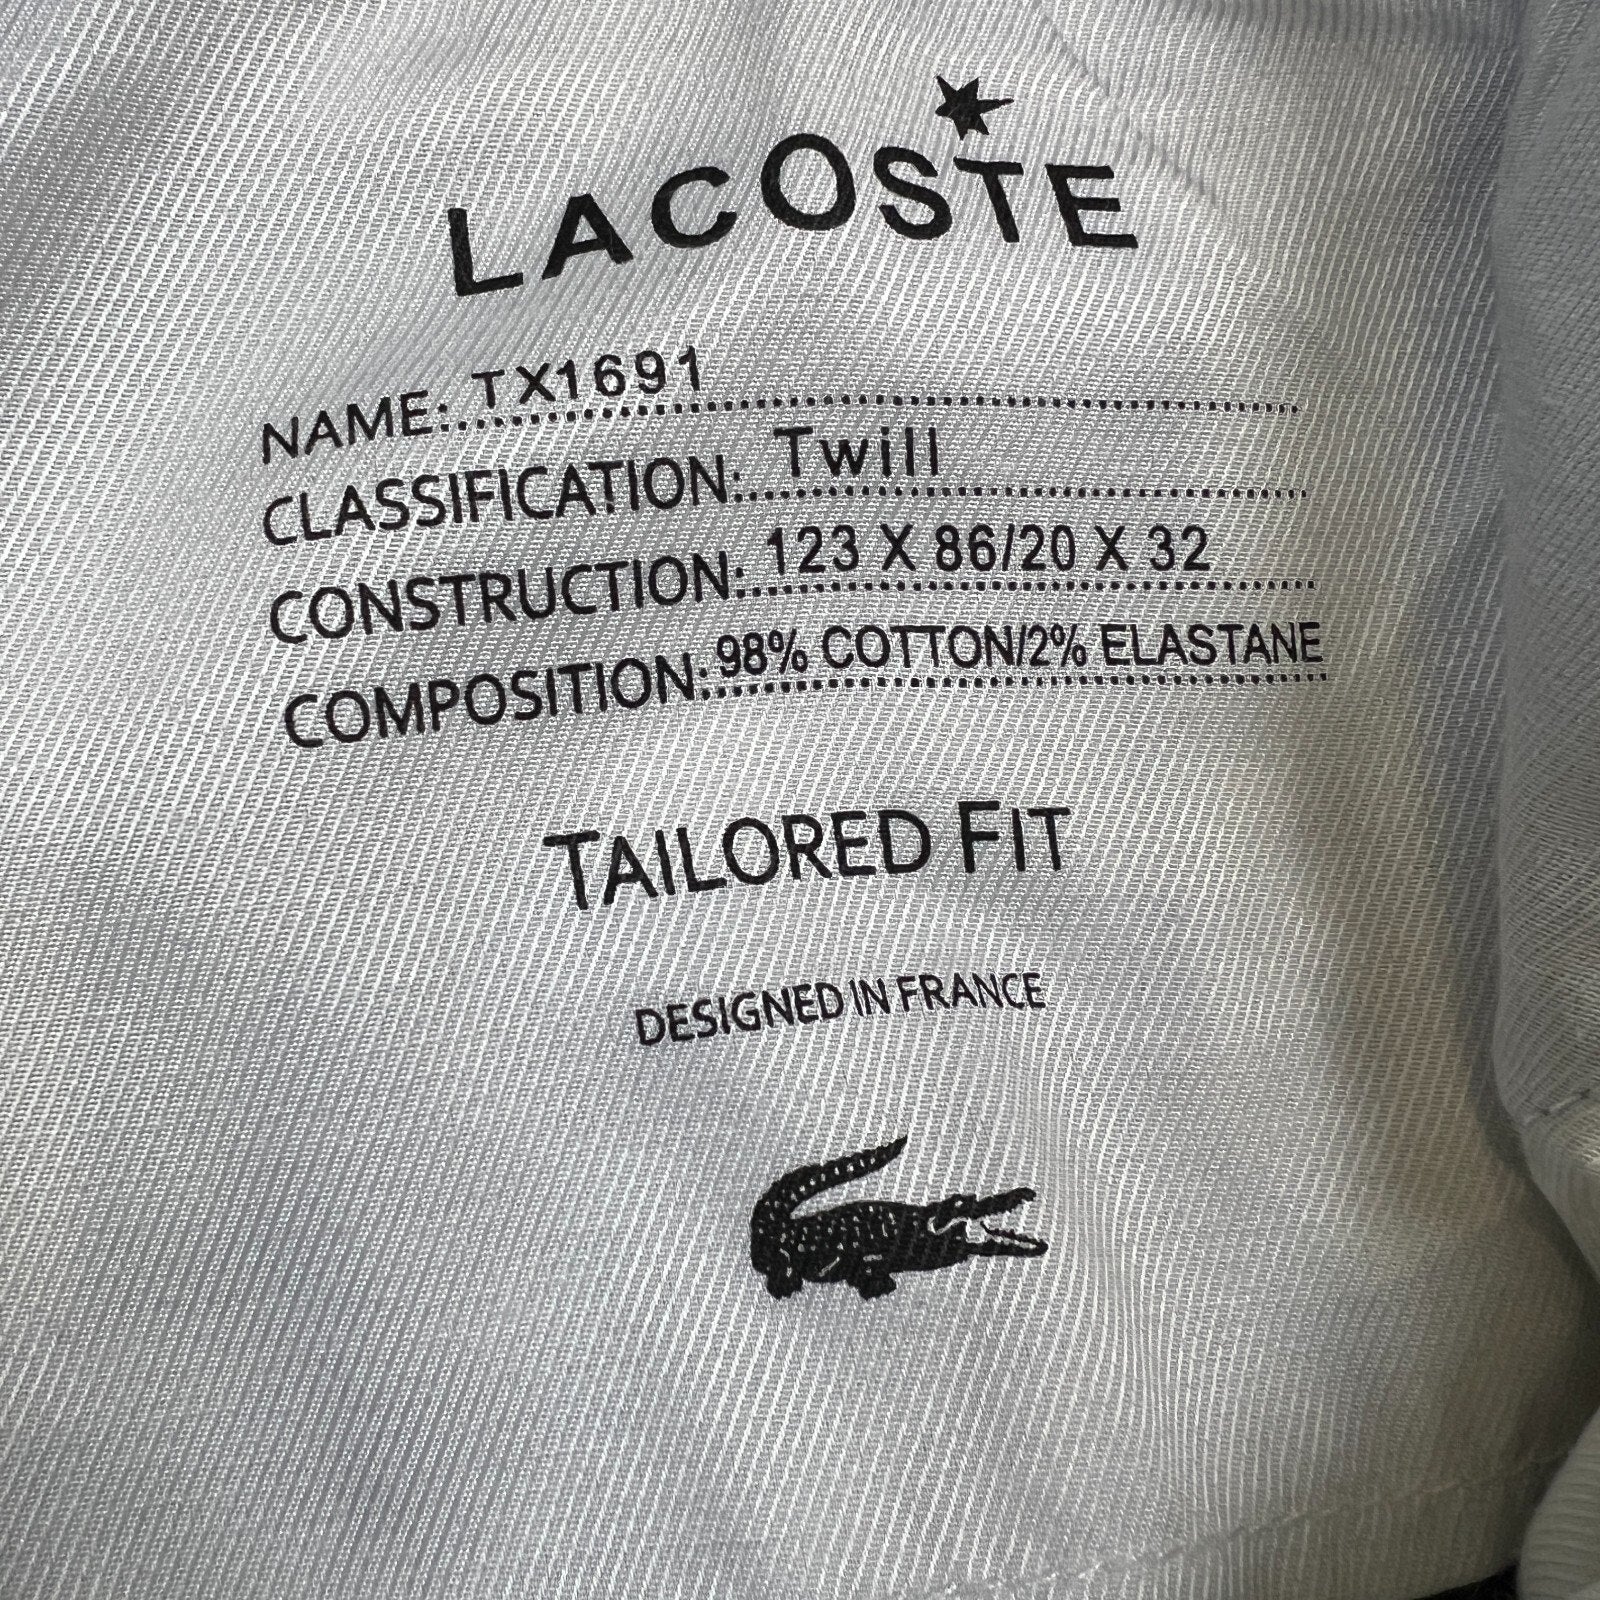 LACOSTE
NAME: TX1691
CLASSIFICATION: Twill
CONSTRUCTION: 123 X 86/20 X 32
COMPOSITION: 98% COTTON/2% ELASTANE
TAILORED FIT
DESIGNED IN FRANCE